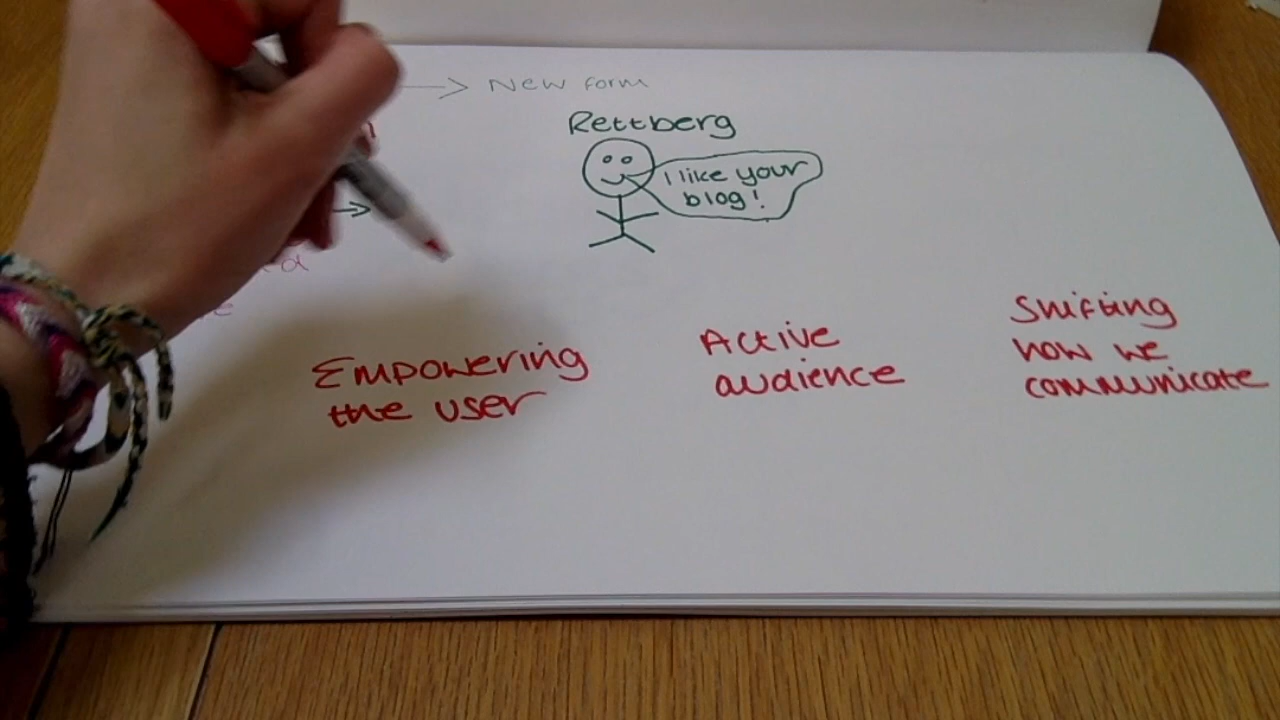 New form
Rettberg
I like your
blog!
Empowering
the user
Active
audience
Shifting
how we
communicate